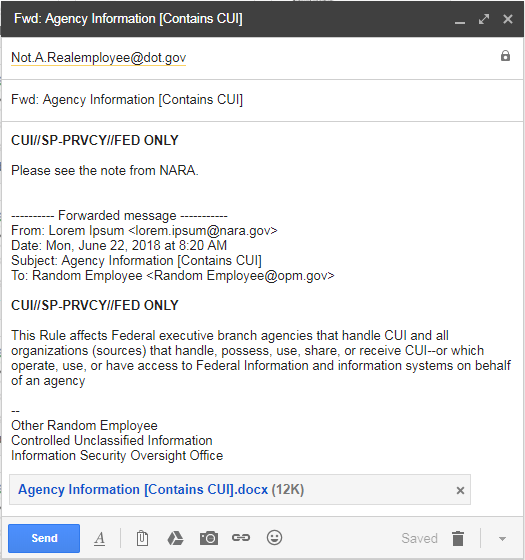 Fwd: Agency Information [Contains CUI]
Not.A.Realemployee@dot.gov
Fwd: Agency Information [Contains CUI]
CUI//SP-PRVCY//FED ONLY
Please see the note from NARA.
---------- Forwarded message -----------
From: Lorem Ipsum <lorem.ipsum@nara.gov>
Date: Mon, June 22, 2018 at 8:20 AM
Subject: Agency Information [Contains CUI]
To: Random Employee <Random Employee@opm.gov>
CUI//SP-PRVCY//FED ONLY
This Rule affects Federal executive branch agencies that handle CUI and all
organizations (sources) that handle, possess, use, share, or receive CUI--or which
operate, use, or have access to Federal Information and information systems on behalf
of an agency
--
Other Random Employee
Controlled Unclassified Information
Information Security Oversight Office
Agency Information [Contains CUI].docx (12K)
Send
A
Saved